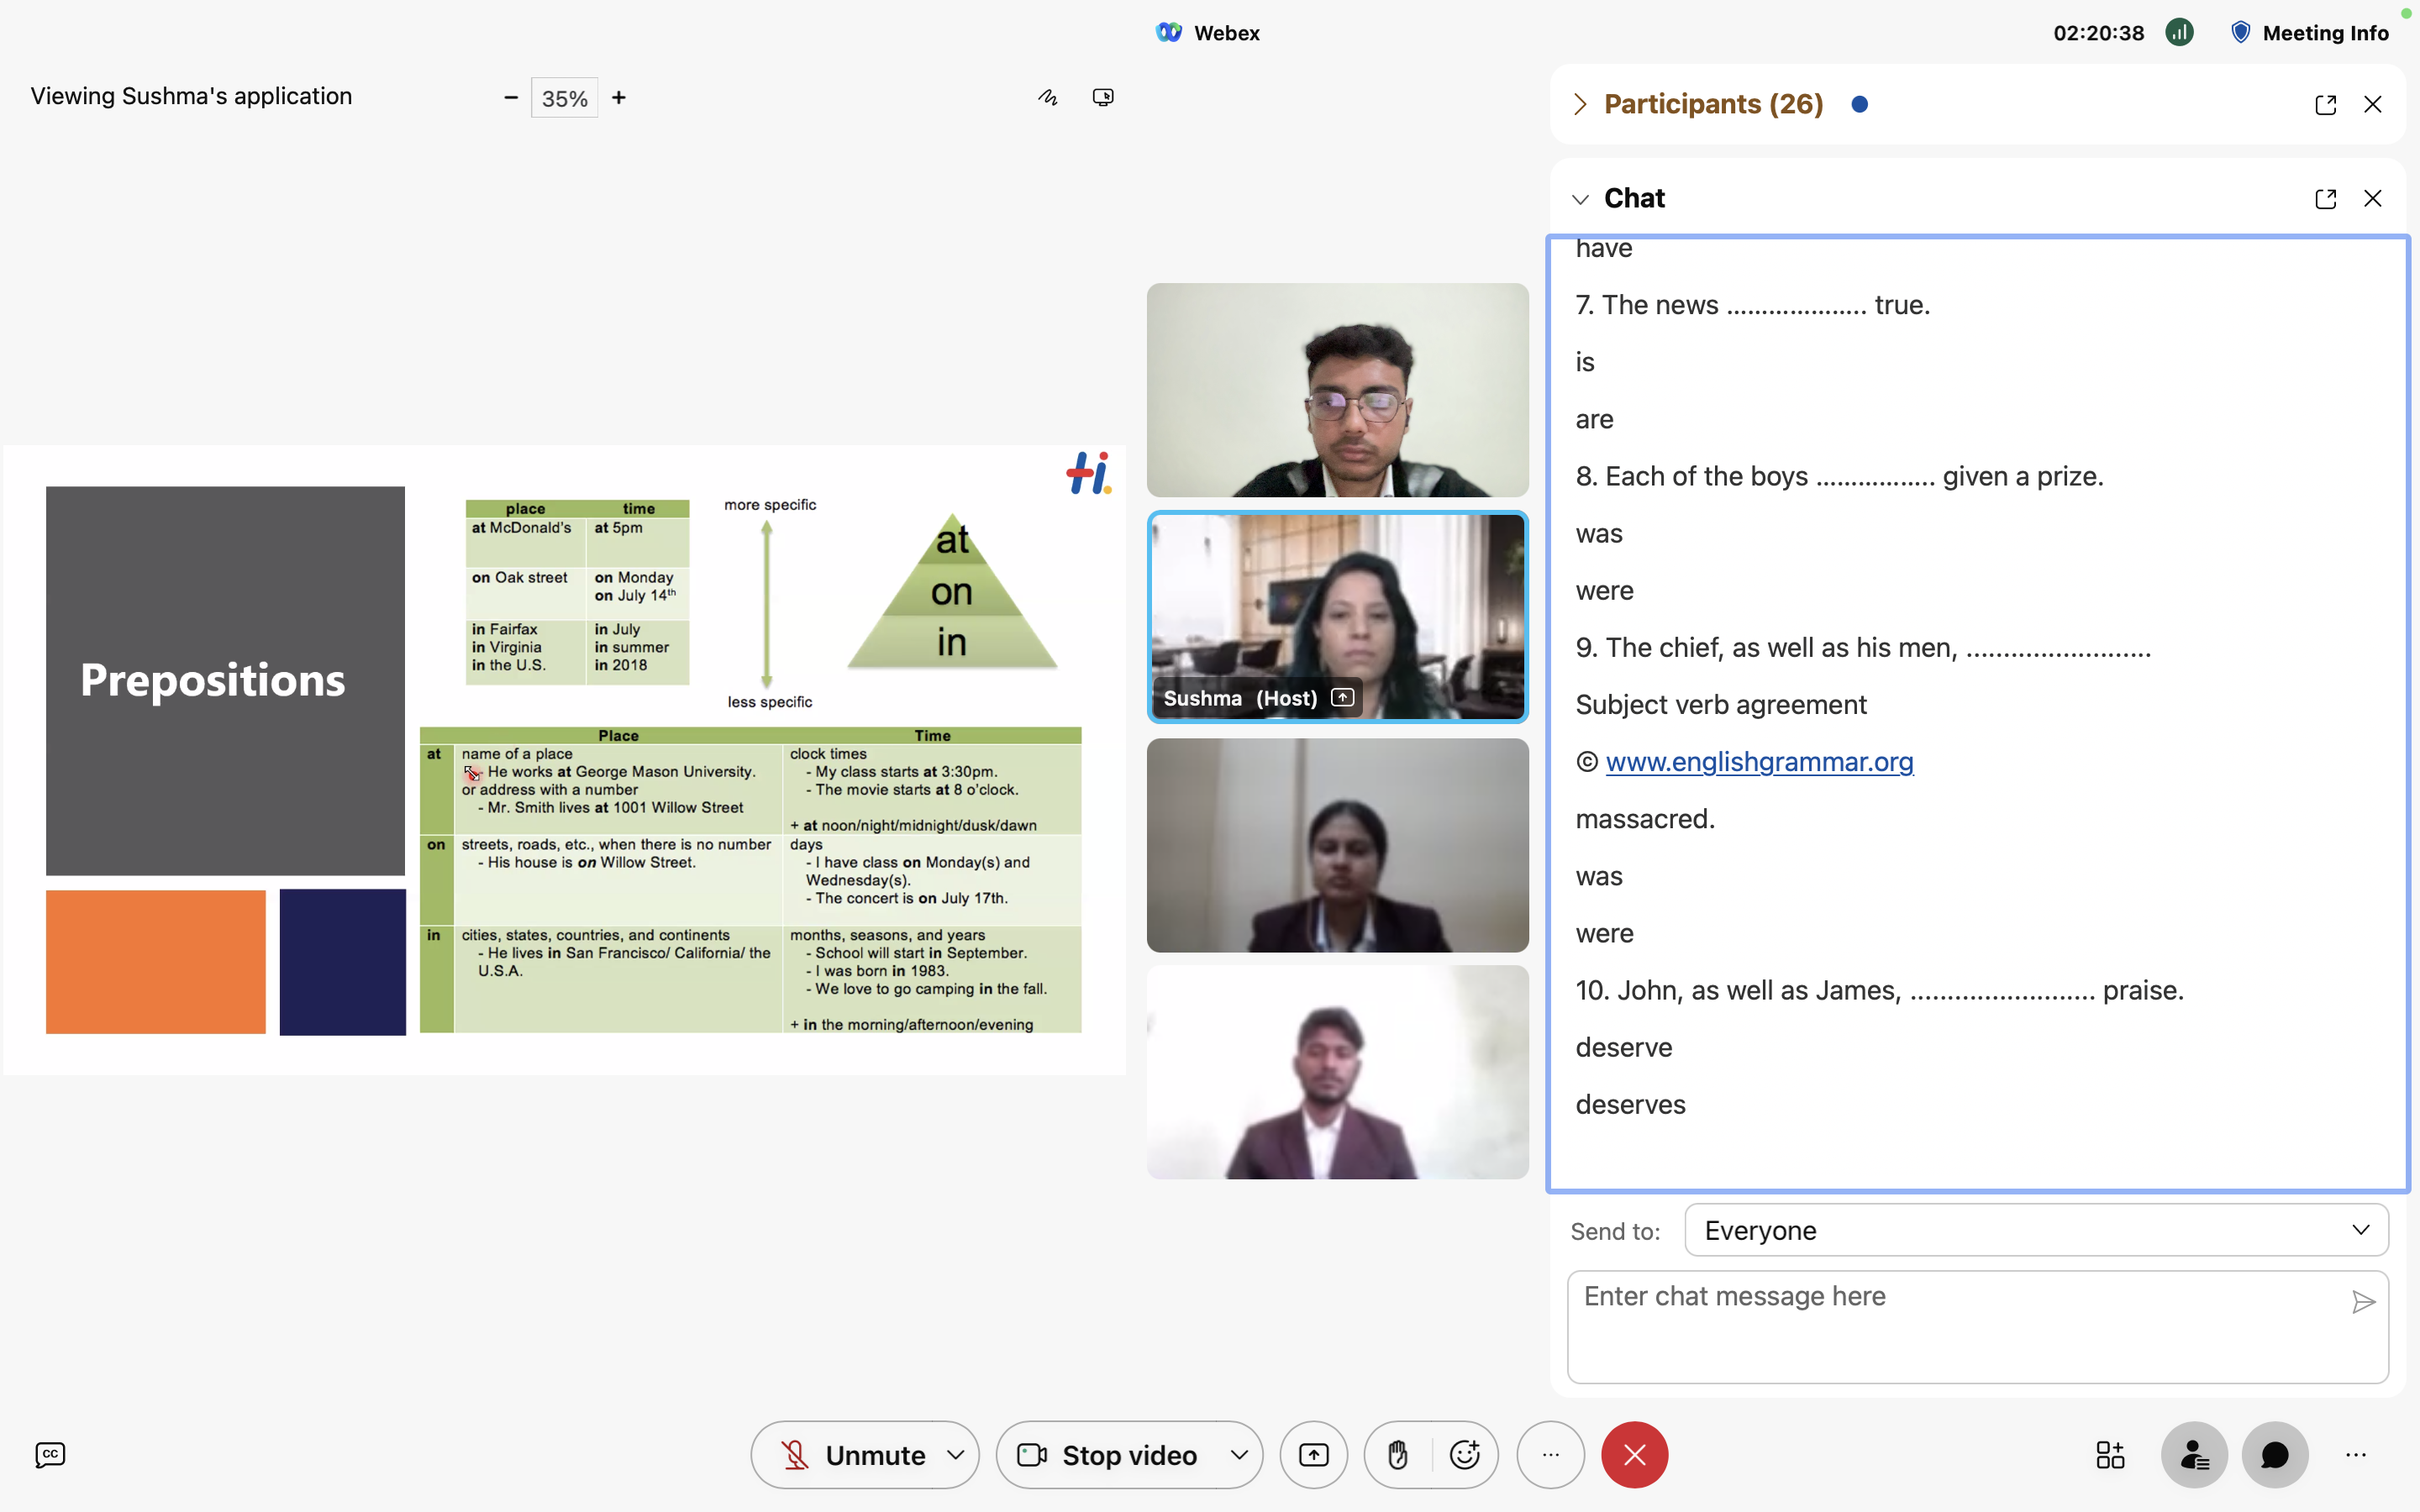 Webex
02:20:38
Meeting Info
Viewing Sushma's application
35%
Participants (26)
Chat
have
7. The news ................... true.
is
are
8. Each of the boys ................ given a prize.
was
were
9. The chief, as well as his men, .........................
Subject verb agreement
© www.englishgrammar.org
massacred.
was
were
10. John, as well as James, ......................... praise.
deserve
deserves
Send to:
Everyone
Enter chat message here
Hi
Prepositions
place time
at McDonald's at 5pm
on Oak street on Monday
on July 14th
in Fairfax in July
in Virginia in summer
in the U.S. in 2018
more specific
less specific
at
on
in
Place Time
at name of a place clock times
- He works at George Mason University. - My class starts at 3:30pm.
or address with a number - The movie starts at 8 o'clock.
- Mr. Smith lives at 1001 Willow Street
+ at noon/night/midnight/dusk/dawn
on streets, roads, etc., when there is no number days
- His house is on Willow Street. - I have class on Monday(s) and
Wednesday(s).
- The concert is on July 17th.
in cities, states, countries, and continents months, seasons, and years
- He lives in San Francisco/ California/ the - School will start in September.
U.S.A. - I was born in 1983.
- We love to go camping in the fall.
+ in the morning/afternoon/evening
Sushma (Host)
CC
Unmute
Stop video